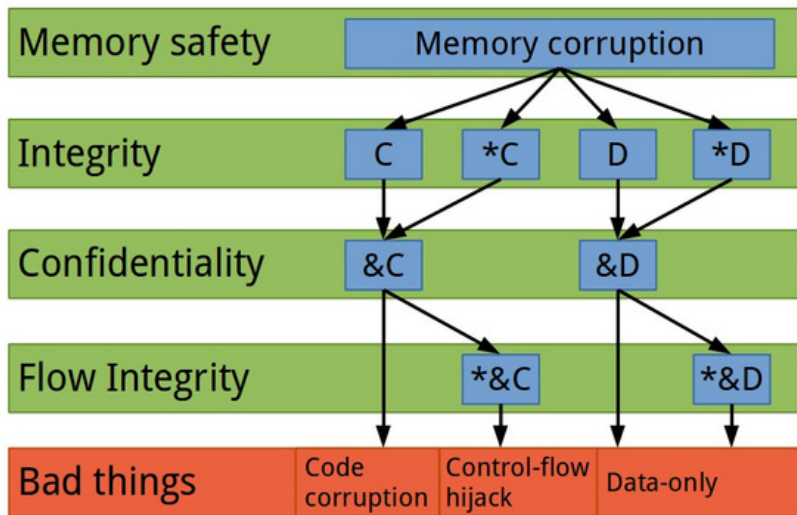 Memory safety
Memory corruption
Integrity
C
*C
D
*D
Confidentiality
&C
&D
Flow Integrity
*&C
*&D
Bad things
Code
corruption
Control-flow
hijack
Data-only